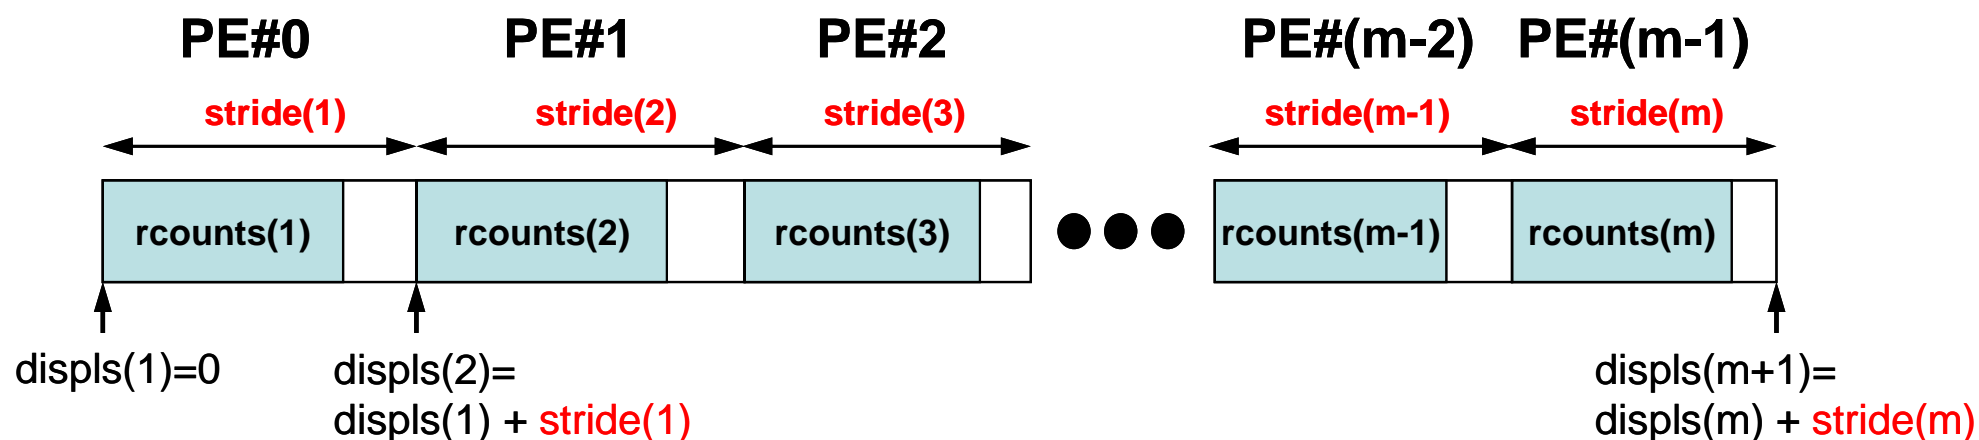 PE#0 PE#1 PE#2 PE#(m-2) PE#(m-1)
stride(1) stride(2) stride(3) stride(m-1) stride(m)
rcounts(1) rcounts(2) rcounts(3) rcounts(m-1) rcounts(m)
displs(1)=0 displs(2)= displs(m+1)=
displs(1) + stride(1) displs(m) + stride(m)